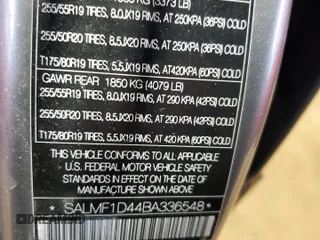 (3373 LB)
255/55R19 TIRES, 8.0JX19 RIMS, AT 250KPA (36PSI) COLD
255/50R20 TIRES, 8.5JX20 RIMS, AT 250KPA (36PSI) COLD
T175/80R19 TIRES, 5.5JX19 RIMS, AT420KPA (60PSI) COLD
GAWR REAR 1850 KG (4079 LB)
255/55R19 TIRES, 8.0JX19 RIMS, AT 290 KPA (42PSI) COLD
255/50R20 TIRES, 8.5JX20 RIMS, AT 290 KPA (42PSI) COLD
T175/80R19 TIRES, 5.5JX19 RIMS, AT 420 KPA (60PSI) COLD
THIS VEHICLE CONFORMS TO ALL APPLICABLE
U.S. FEDERAL MOTOR VEHICLE SAFETY
STANDARDS IN EFFECT ON THE DATE OF
MANUFACTURE SHOWN ABOVE.
*SALMF1D44BA336548*